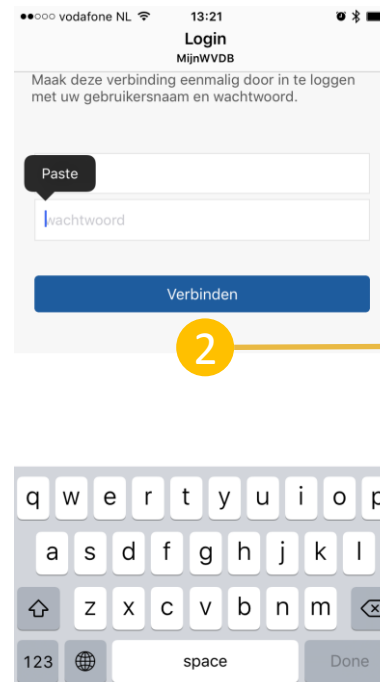 vodafone NL 13:21
Login
MijnWVDB
Maak deze verbinding eenmalig door in te loggen
met uw gebruikersnaam en wachtwoord.
Paste
wachtwoord
Verbinden
2
q w e r t y u i o p
a s d f g h j k l
z x c v b n m
123 space Done